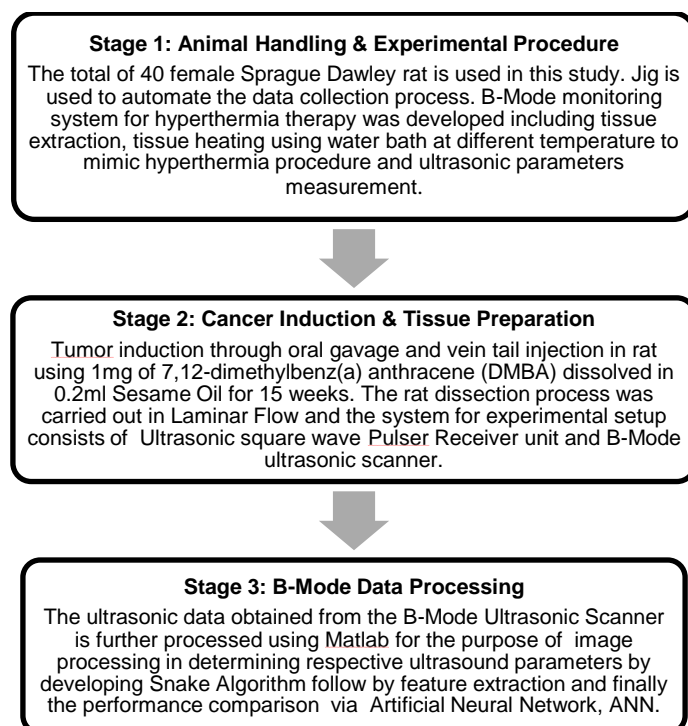 Stage 1: Animal Handling & Experimental Procedure
The total of 40 female Sprague Dawley rat is used in this study. Jig is
used to automate the data collection process. B-Mode monitoring
system for hyperthermia therapy was developed including tissue
extraction, tissue heating using water bath at different temperature to
mimic hyperthermia procedure and ultrasonic parameters
measurement.
Stage 2: Cancer Induction & Tissue Preparation
Tumor induction through oral gavage and vein tail injection in rat
using 1mg of 7,12-dimethylbenz(a) anthracene (DMBA) dissolved in
0.2ml Sesame Oil for 15 weeks. The rat dissection process was
carried out in Laminar Flow and the system for experimental setup
consists of Ultrasonic square wave Pulser Receiver unit and B-Mode
ultrasonic scanner.
Stage 3: B-Mode Data Processing
The ultrasonic data obtained from the B-Mode Ultrasonic Scanner
is further processed using Matlab for the purpose of image
processing in determining respective ultrasound parameters by
developing Snake Algorithm follow by feature extraction and finally
the performance comparison via Artificial Neural Network, ANN.